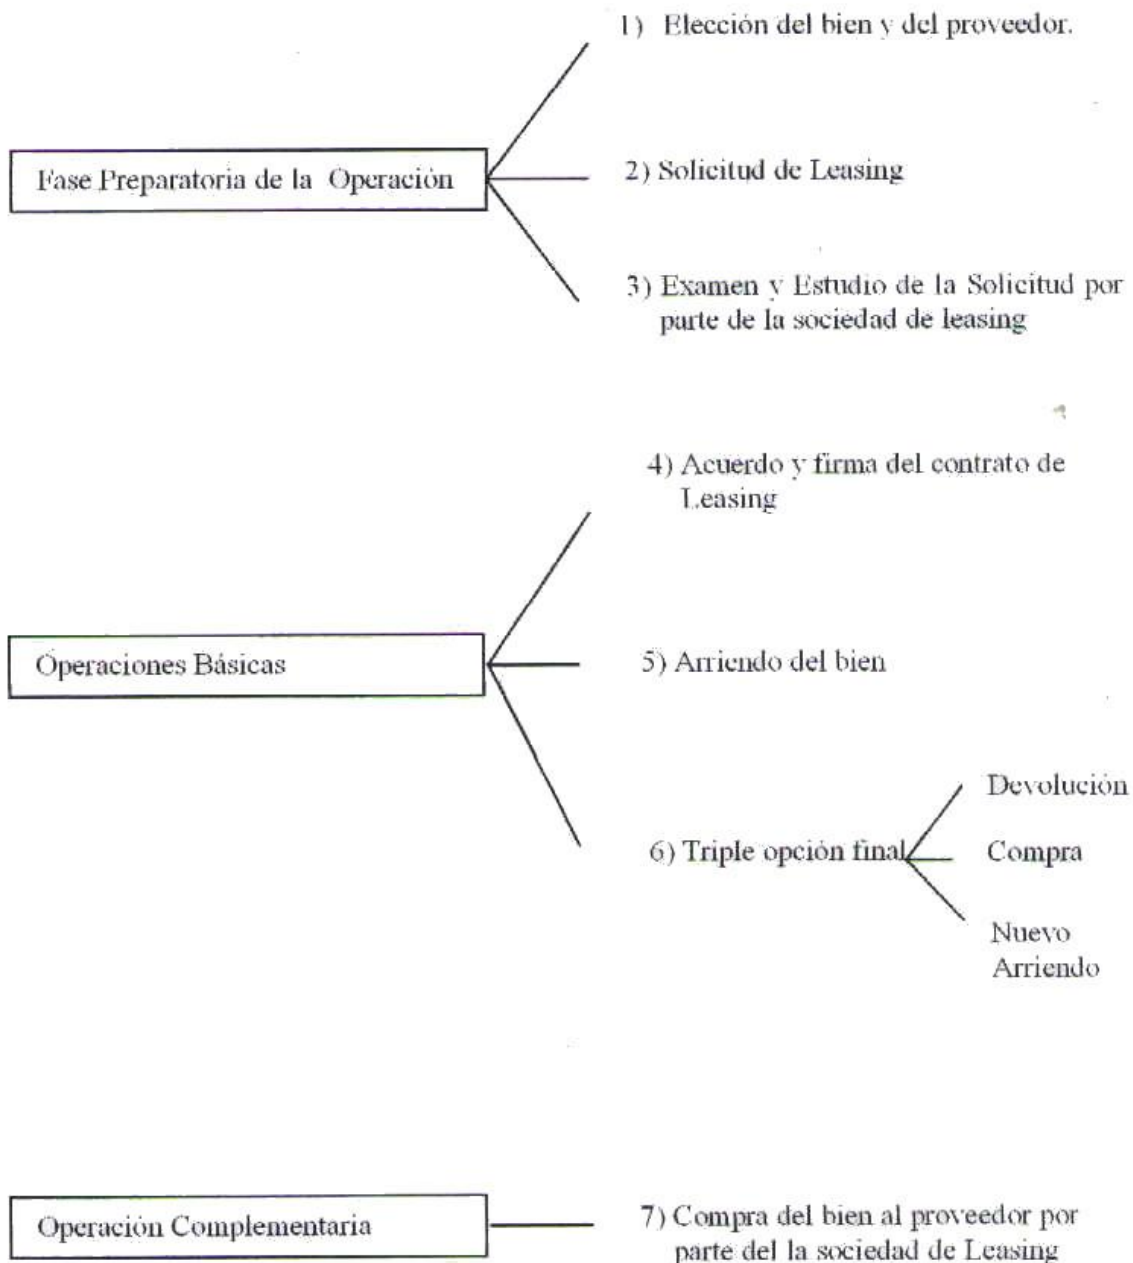 1) Elección del bien y del proveedor.
Fase Preparatoria de la Operación
2) Solicitud de Leasing
3) Examen y Estudio de la Solicitud por
parte de la sociedad de leasing
4) Acuerdo y firma del contrato de
Leasing
Operaciones Básicas
5) Arriendo del bien
6) Triple opción final
Devolución
Compra
Nuevo
Arriendo
Operación Complementaria
7) Compra del bien al proveedor por
parte del la sociedad de Leasing